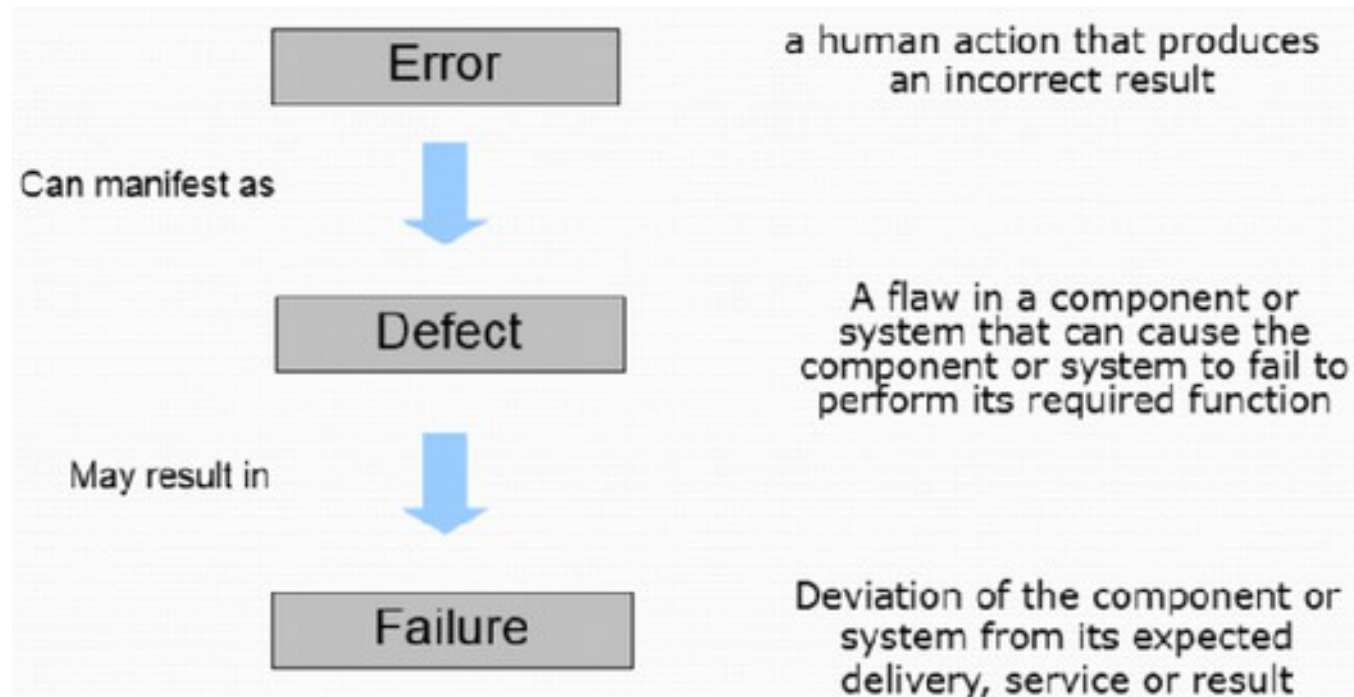 Error
a human action that produces
an incorrect result
Can manifest as
Defect
A flaw in a component or
system that can cause the
component or system to fail to
perform its required function
May result in
Failure
Deviation of the component or
system from its expected
delivery, service or result